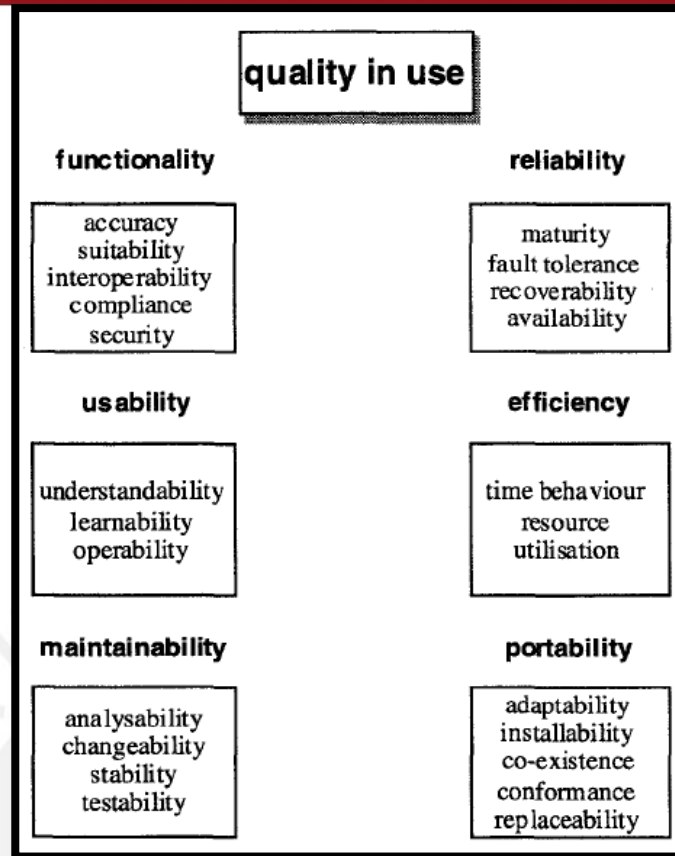 quality in use
functionality
accuracy
suitability
interoperability
compliance
security
reliability
maturity
fault tolerance
recoverability
availability
usability
understandability
learnability
operability
efficiency
time behaviour
resource
utilisation
maintainability
analysability
changeability
stability
testability
portability
adaptability
installability
co-existence
conformance
replaceability